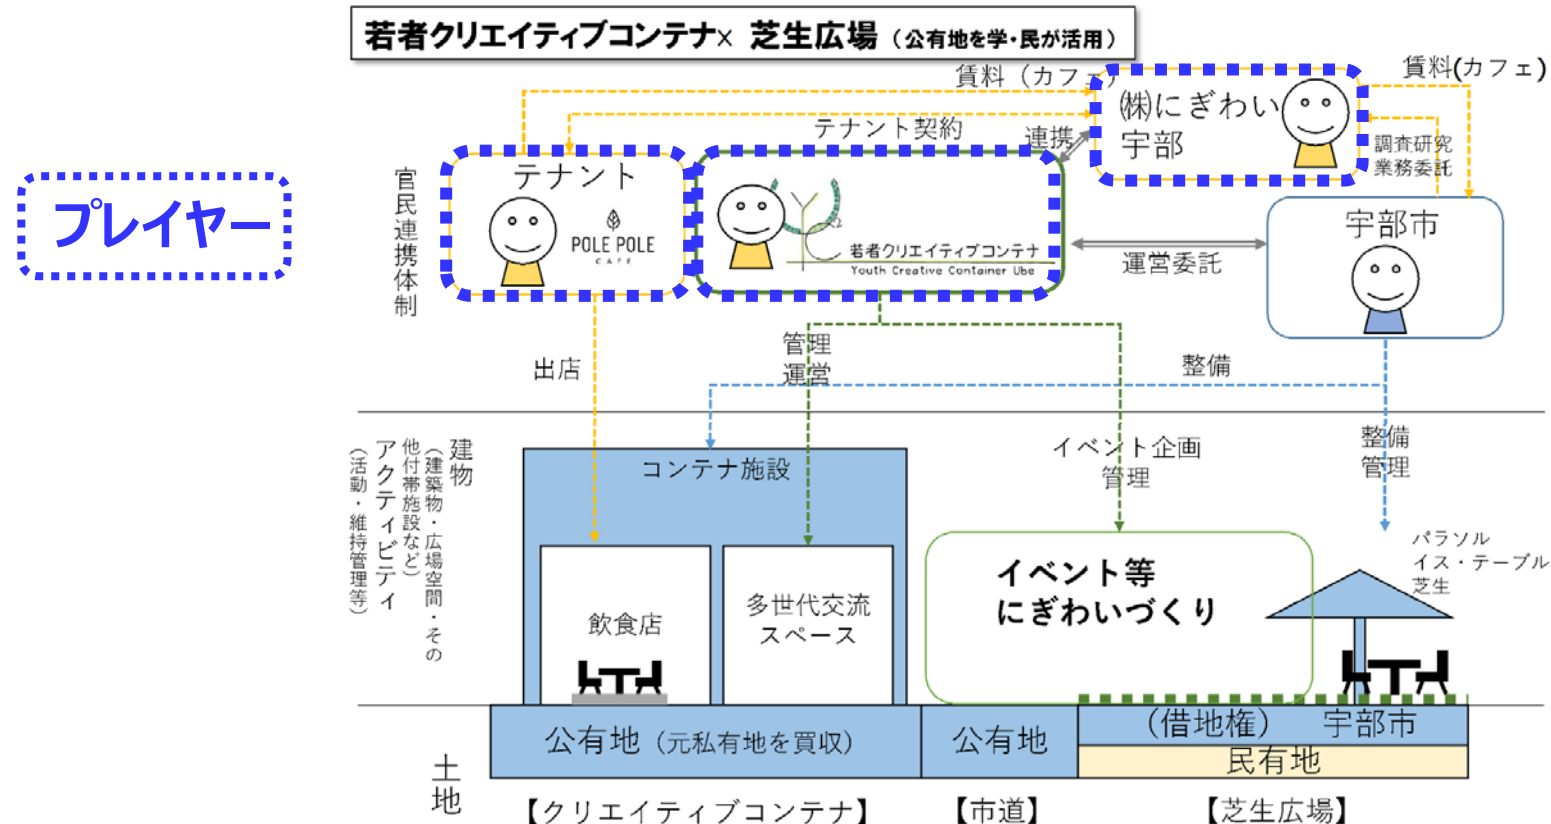 若者クリエイティブコンテナ× 芝生広場（公有地を学・民が活用）
賃料（カフェ）
賃料(カフェ)
㈱にぎわい
宇部
テナント契約
連携
調査研究
業務委託
プレイヤー
官民連携体制
テナント
POLE POLE
CAFE
若者クリエイティブコンテナ
Youth Creative Container Ube
宇部市
運営委託
出店
管理
運営
整備
建物
（建築物・広場空間・その
他付帯施設など）
アクティビティ
（活動・維持管理等）
コンテナ施設
イベント企画
管理
整備
管理
パラソル
イス・テーブル
芝生
飲食店
多世代交流
スペース
イベント等
にぎわいづくり
土地
公有地（元私有地を買収）
公有地
（借地権）　宇部市
民有地
【クリエイティブコンテナ】
【市道】
【芝生広場】